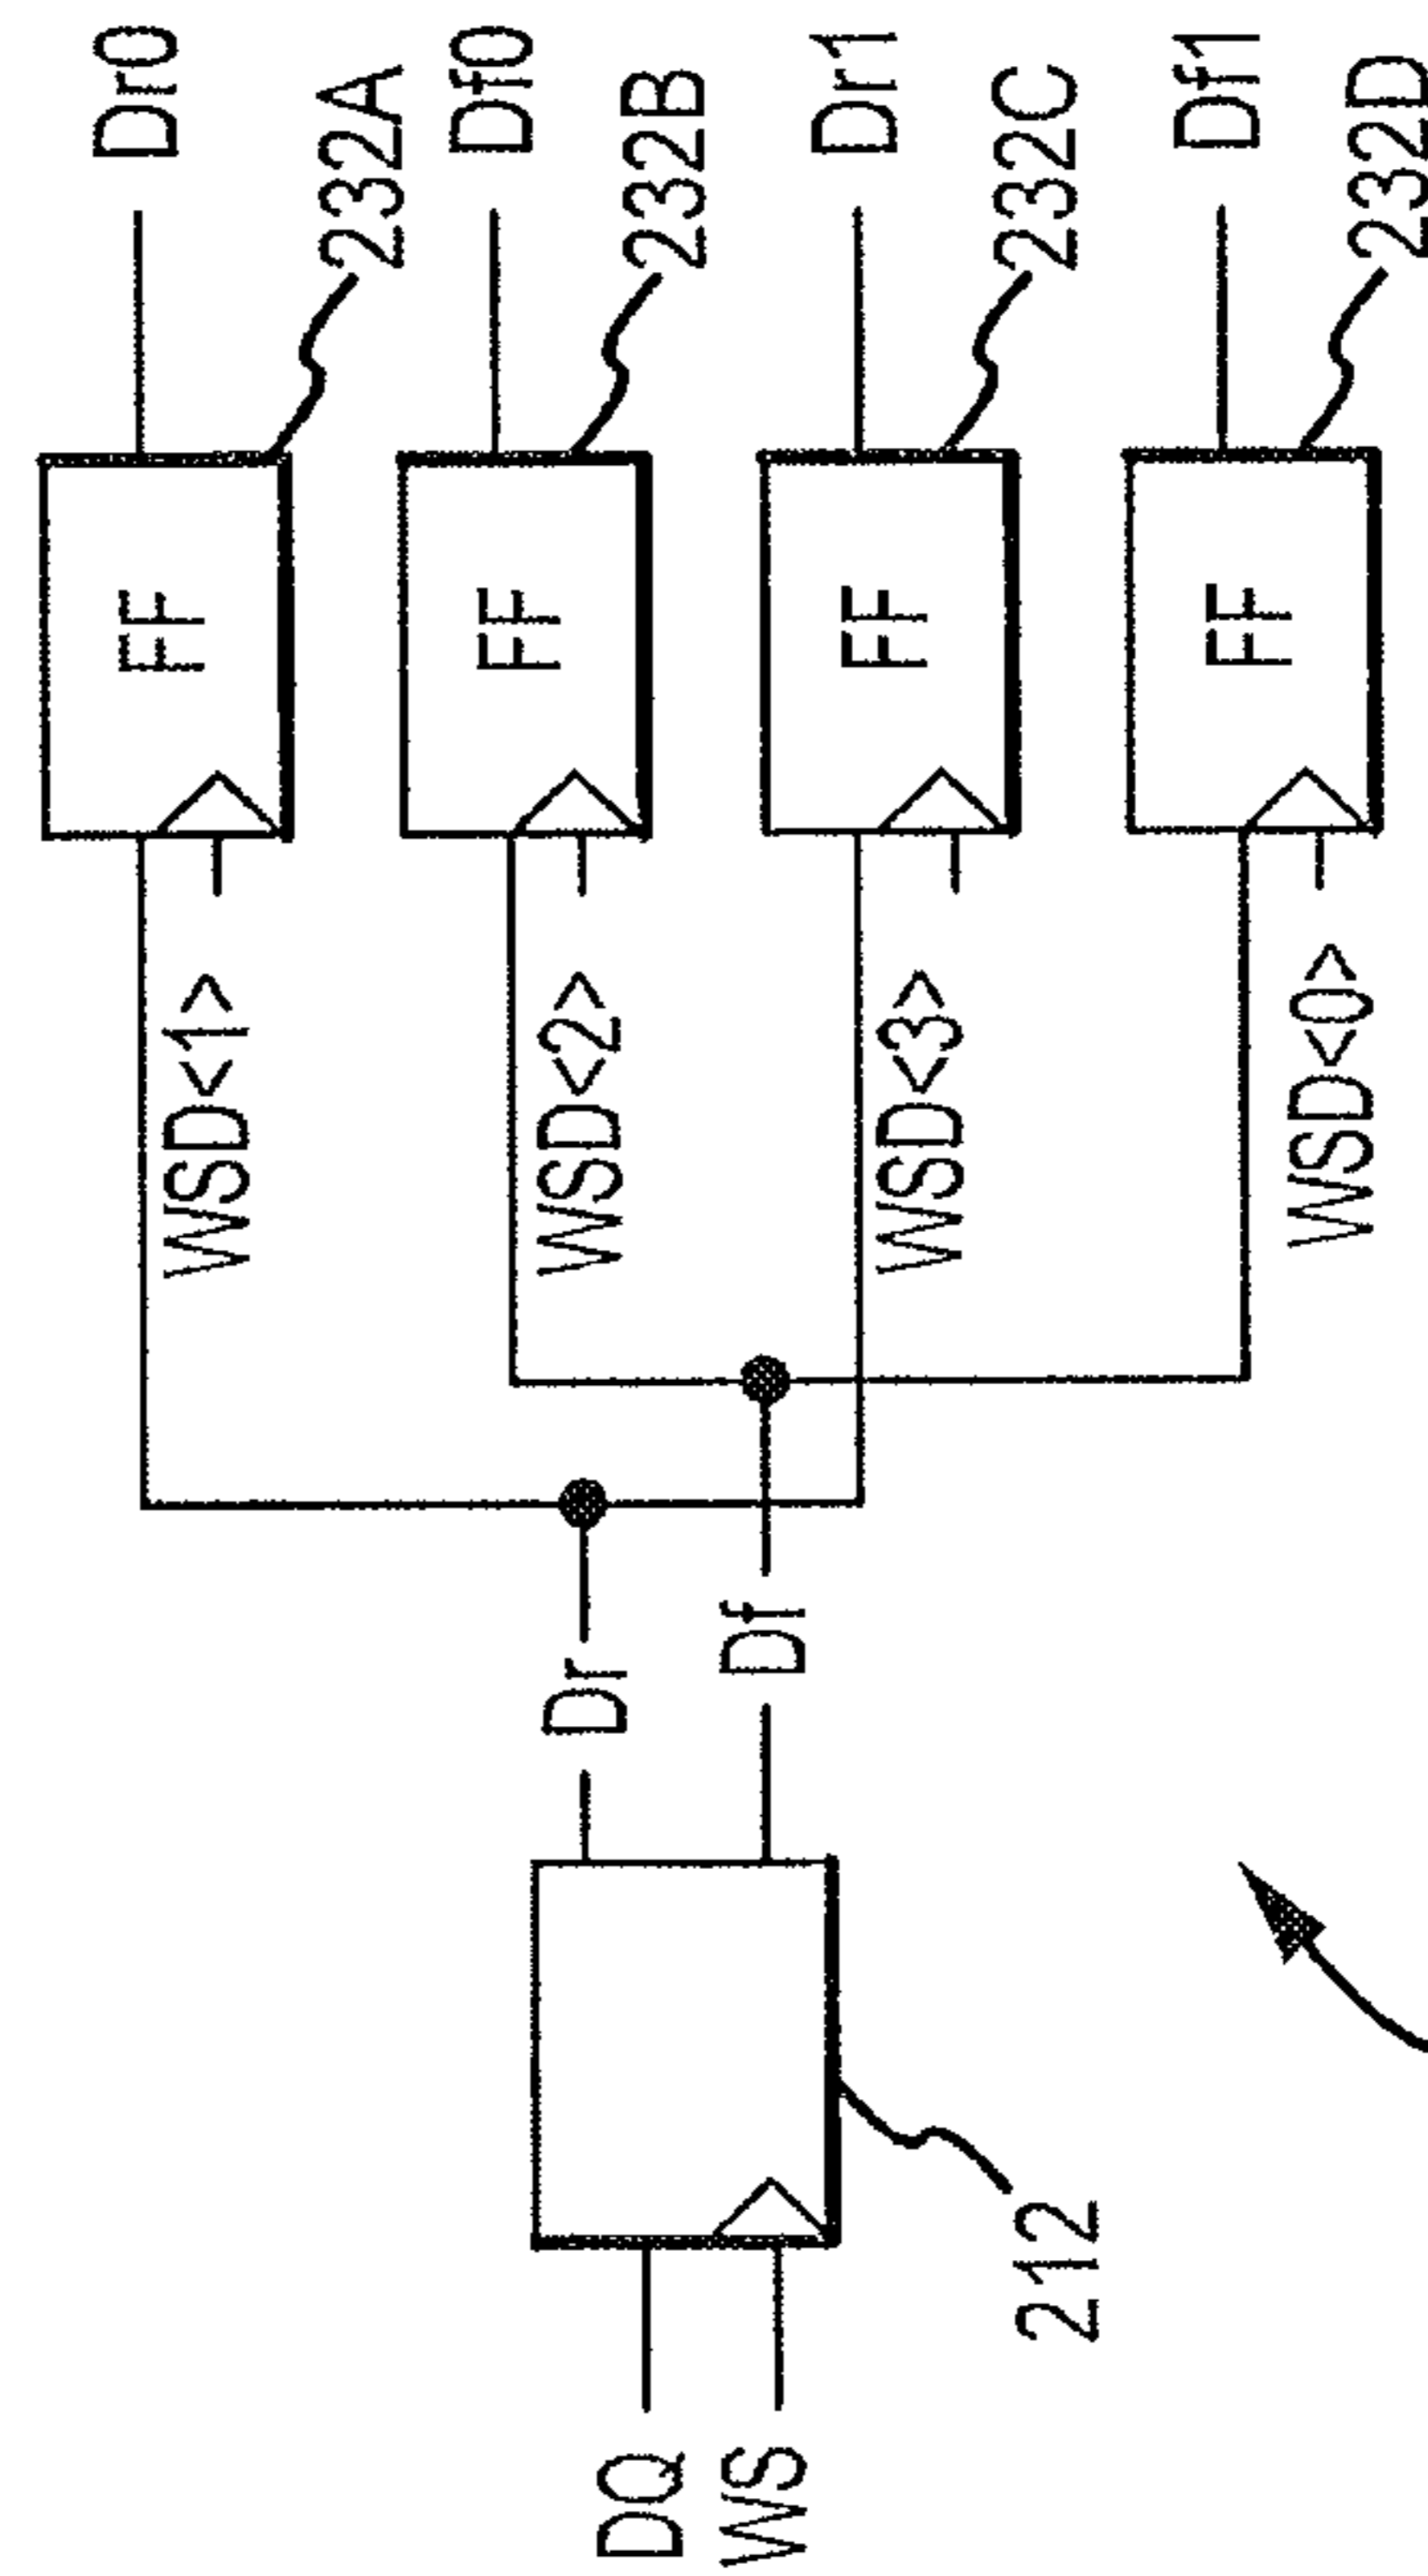 Dr0
232A
FF
WSD<1>
Df0
232B
FF
WSD<2>
Dr1
232C
FF
WSD<3>
Df1
232D
FF
WSD<0>
Dr
Df
DQ
WS
212